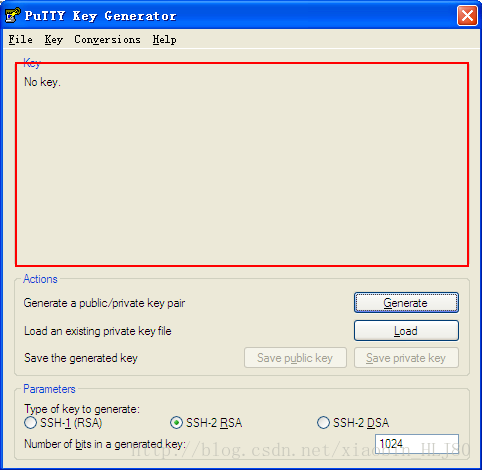 PuTTY Key Generator
File Key Conversions Help
Key
No key.
Actions
Generate a public/private key pair
Generate
Load an existing private key file
Load
Save the generated key
Save public key
Save private key
Parameters
Type of key to generate:
SSH-1 (RSA)
SSH-2 RSA
SSH-2 DSA
Number of bits in a generated key:
1024
http://blog.csdn.net/xiaobin_HLJ80